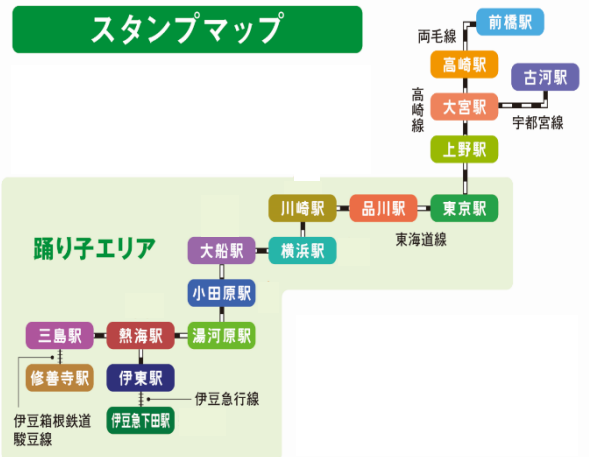 スタンプマップ
前橋駅
両毛線
高崎駅
古河駅
高崎線
大宮駅
宇都宮線
上野駅
川崎駅
品川駅
東京駅
東海道線
踊り子エリア
大船駅
横浜駅
小田原駅
三島駅
熱海駅
湯河原駅
修善寺駅
伊東駅
伊豆急行線
伊豆箱根鉄道
駿豆線
伊豆急下田駅